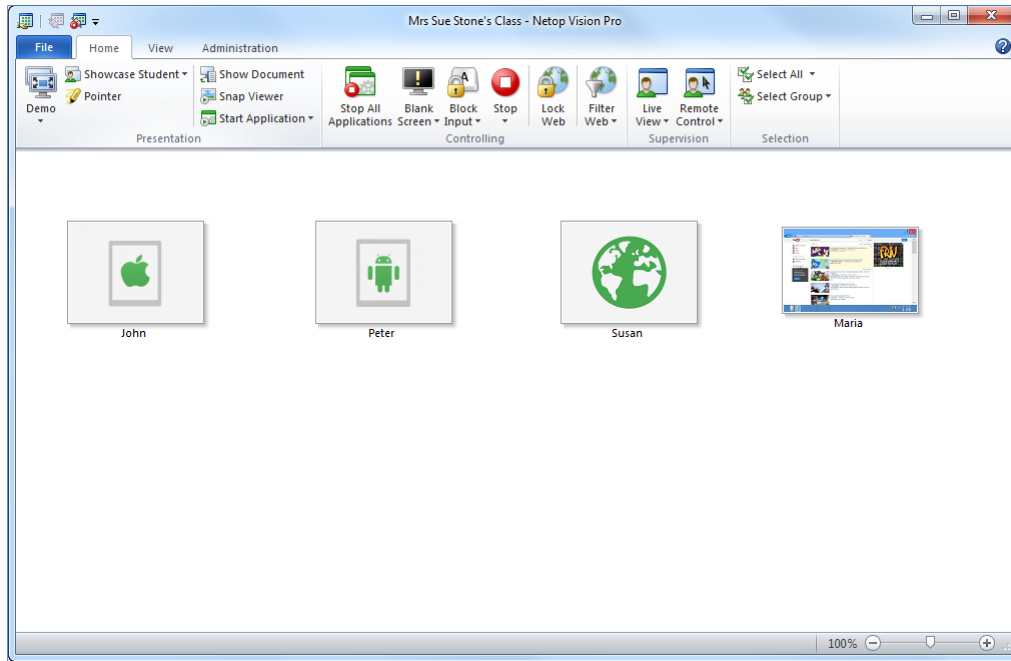 Mrs Sue Stone's Class - Netop Vision Pro
File Home View Administration
Demo
Showcase Student
Pointer
Show Document
Snap Viewer
Start Application
Presentation
Stop All Applications
Blank Screen
Block Input
Stop
Lock Web
Controlling
Filter Web
Live View
Remote Control
Supervision
Select All
Select Group
Selection
John Peter Susan Maria
100%